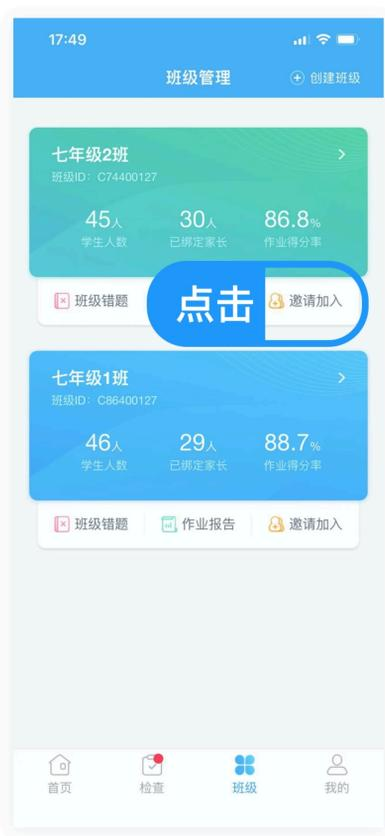 17:49
班级管理
创建班级
七年级2班
班级ID: C74400127
45人 30人 86.8%
学生人数 已绑定家长 作业得分率
班级错题 点击 邀请加入
七年级1班
班级ID: C86400127
46人 29人 88.7%
学生人数 已绑定家长 作业得分率
班级错题 作业报告 邀请加入
首页 检查 班级 我的